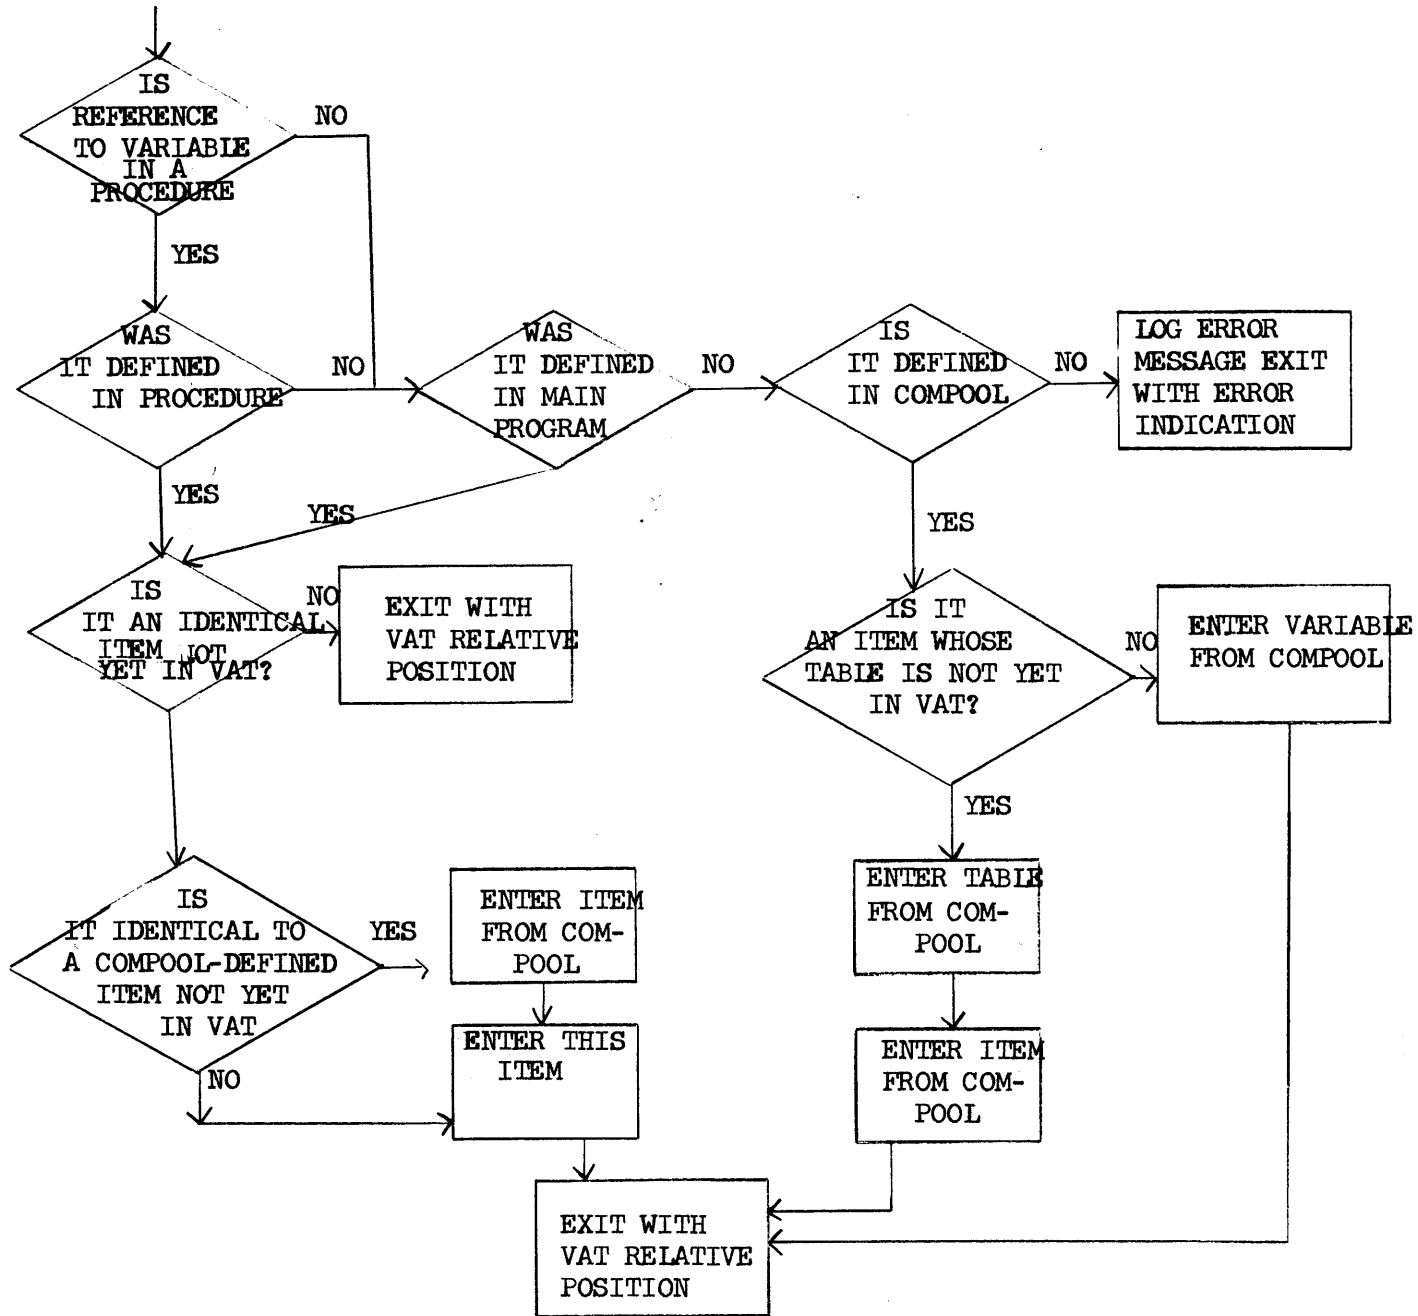 IS
REFERENCE
TO VARIABLE
IN A
PROCEDURE
NO
YES
WAS
IT DEFINED
IN PROCEDURE
NO
WAS
IT DEFINED
IN MAIN
PROGRAM
NO
IS
IT DEFINED
IN COMPOOL
NO
LOG ERROR
MESSAGE EXIT
WITH ERROR
INDICATION
YES
YES
YES
IS
IT AN IDENTICAL
ITEM NOT
YET IN VAT?
NO
EXIT WITH
VAT RELATIVE
POSITION
IS IT
AN ITEM WHOSE
TABLE IS NOT YET
IN VAT?
NO
ENTER VARIABLE
FROM COMPOOL
YES
IS
IT IDENTICAL TO
A COMPOOL-DEFINED
ITEM NOT YET
IN VAT
YES
ENTER ITEM
FROM COM-
POOL
ENTER TABLE
FROM COM-
POOL
NO
ENTER THIS
ITEM
ENTER ITEM
FROM COM-
POOL
EXIT WITH
VAT RELATIVE
POSITION